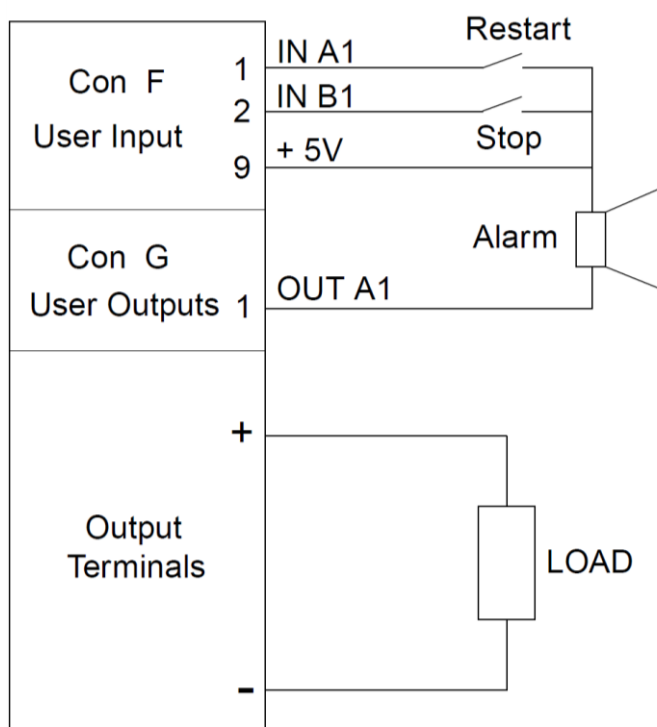 Con F
User Input
1
IN A1
2
IN B1
9
+ 5V
Restart
Stop
Con G
User Outputs
1
OUT A1
Alarm
+
Output
Terminals
-
LOAD